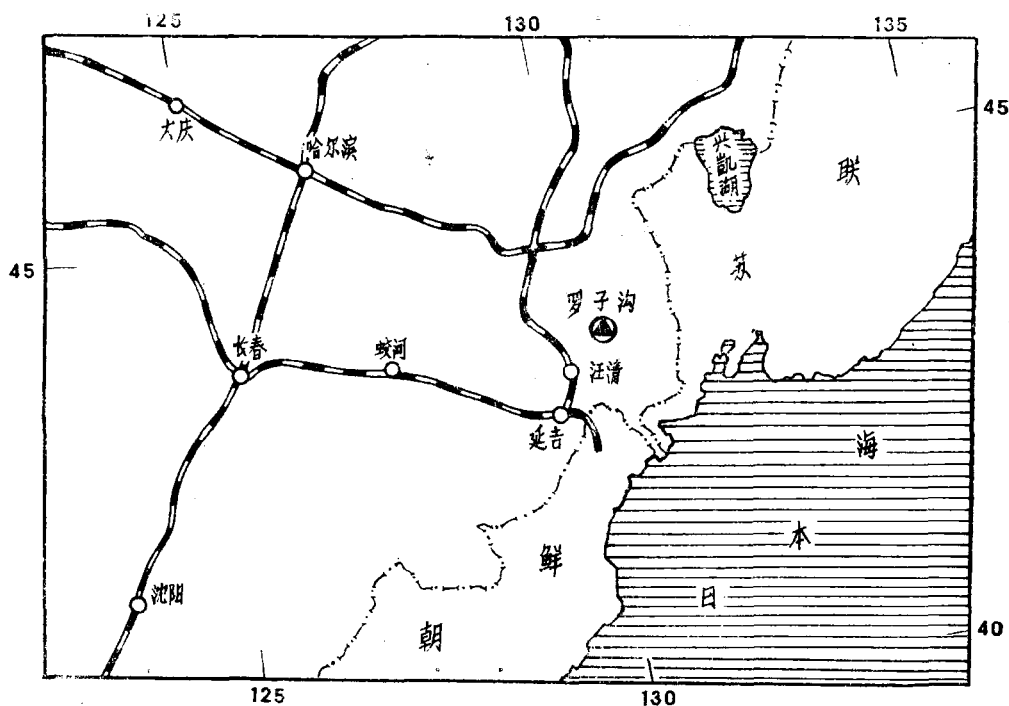 125
130
135
45
大庆
哈尔滨
兴凯湖
联
45
苏
罗子沟
长春
蛟河
汪清
延吉
海
本
鲜
日
沈阳
朝
40
125
130